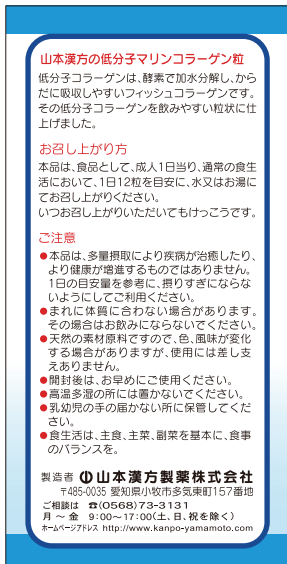 山本漢方の低分子マリンコラーゲン粒
低分子コラーゲンは、酵素で加水分解し、から
だに吸収しやすいフィッシュコラーゲンです。
その低分子コラーゲンを飲みやすい粒状に仕
上げました。
お召し上がり方
本品は、食品として、成人1日当り、通常の食生
活において、1日12粒を目安に、水又はお湯に
てお召し上がりください。
いつお召し上がりいただいてもけっこうです。
ご注意
●本品は、多量摂取により疾病が治癒したり、
より健康が増進するものではありません。
1日の目安量を参考に、摂りすぎにならな
いようにしてご利用ください。
●まれに体質に合わない場合があります。
その場合はお飲みにならないでください。
●天然の素材原料ですので、色、風味が変化
する場合がありますが、使用には差し支
えありません。
●開封後は、お早めにご使用ください。
●高温多湿の所には置かないでください。
●乳幼児の手の届かない所に保管してくだ
さい。
●食生活は、主食、主菜、副菜を基本に、食事
のバランスを。
製造者 山本漢方製薬株式会社
〒485-0035 愛知県小牧市多気東町157番地
ご相談は ☎(0568)73-3131
月〜金 9:00〜17:00(土、日、祝を除く)
ホームページアドレス http://www.kanpo-yamamoto.com